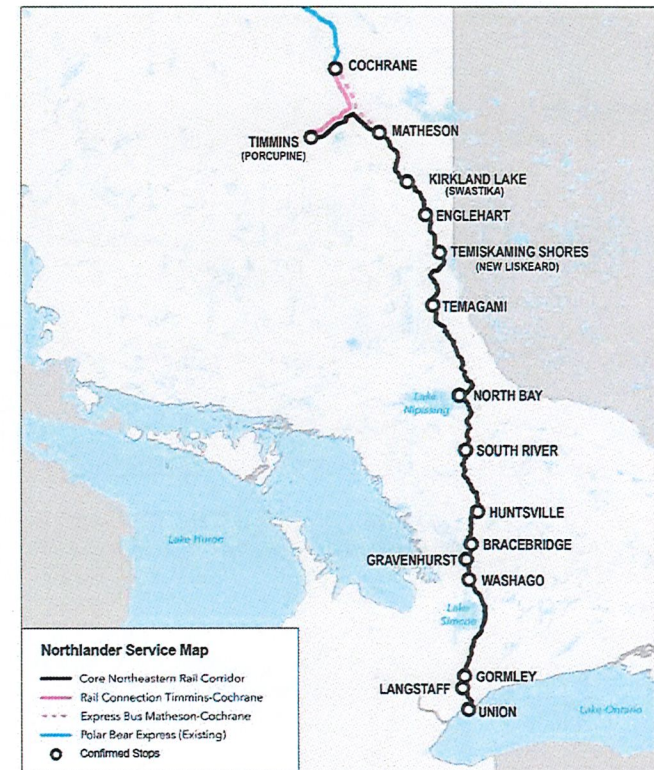 COCHRANE
MATHESON
TIMMINS
(PORCUPINE)
KIRKLAND LAKE
(SWASTIKA)
ENGLEHART
TEMISKAMING SHORES
(NEW LISKEARD)
TEMAGAMI
Lake
Nipissing
NORTH BAY
SOUTH RIVER
HUNTSVILLE
Lake Huron
BRACEBRIDGE
GRAVENHURST
WASHAGO
Lake
Simcoe
GORMLEY
LANGSTAFF
UNION
Lake Ontario
Northlander Service Map
Core Northeastern Rail Corridor
Rail Connection Timmins-Cochrane
Express Bus Matheson-Cochrane
Polar Bear Express (Existing)
Confirmed Stops